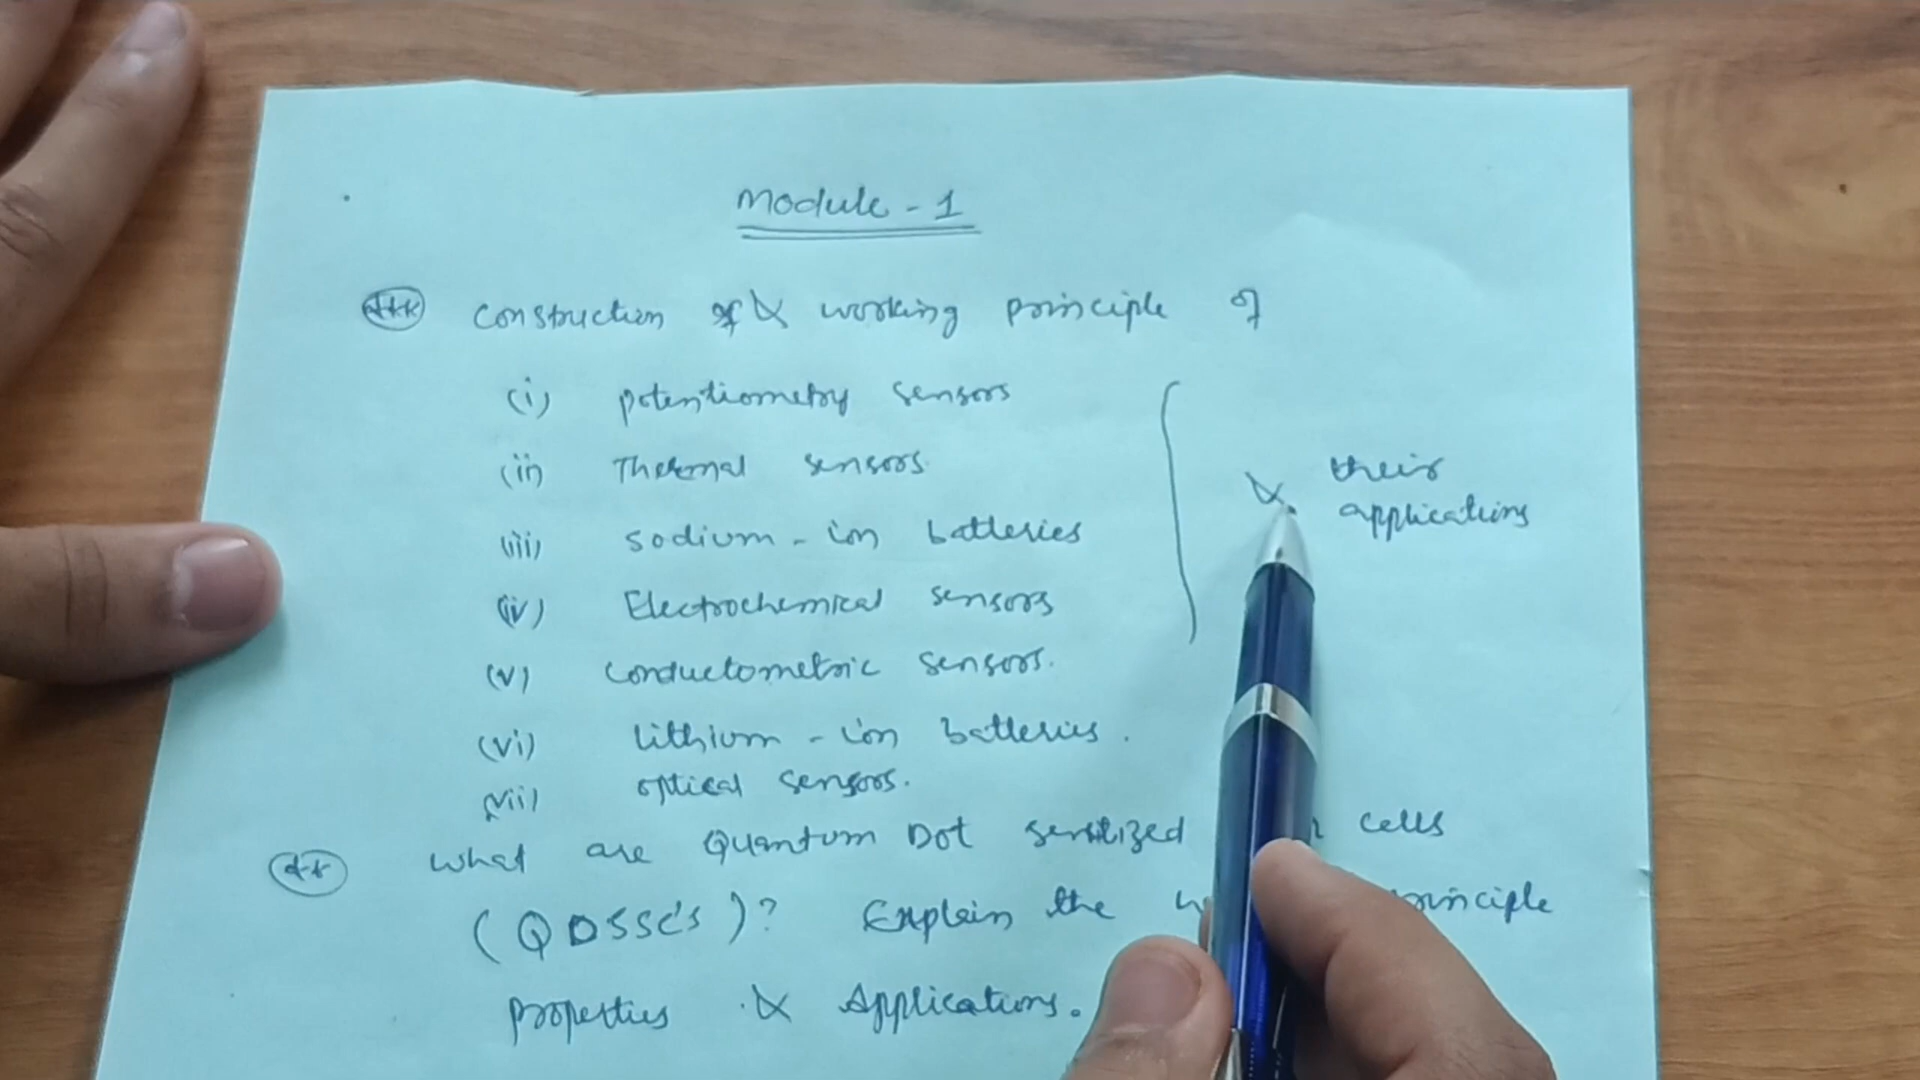 Module - 1
*** construction of & working principle of
(i) potentiometry sensors
(ii) Thermal sensors.
(iii) sodium - ion batteries
(iv) Electrochemical sensors
(v) conductometric sensors.
(vi) lithium - ion batteries.
(vii) optical sensors.
& their
applications
** what are Quantum Dot sensitized cells
(QDSSC's)? Explain the
properties & Applications.